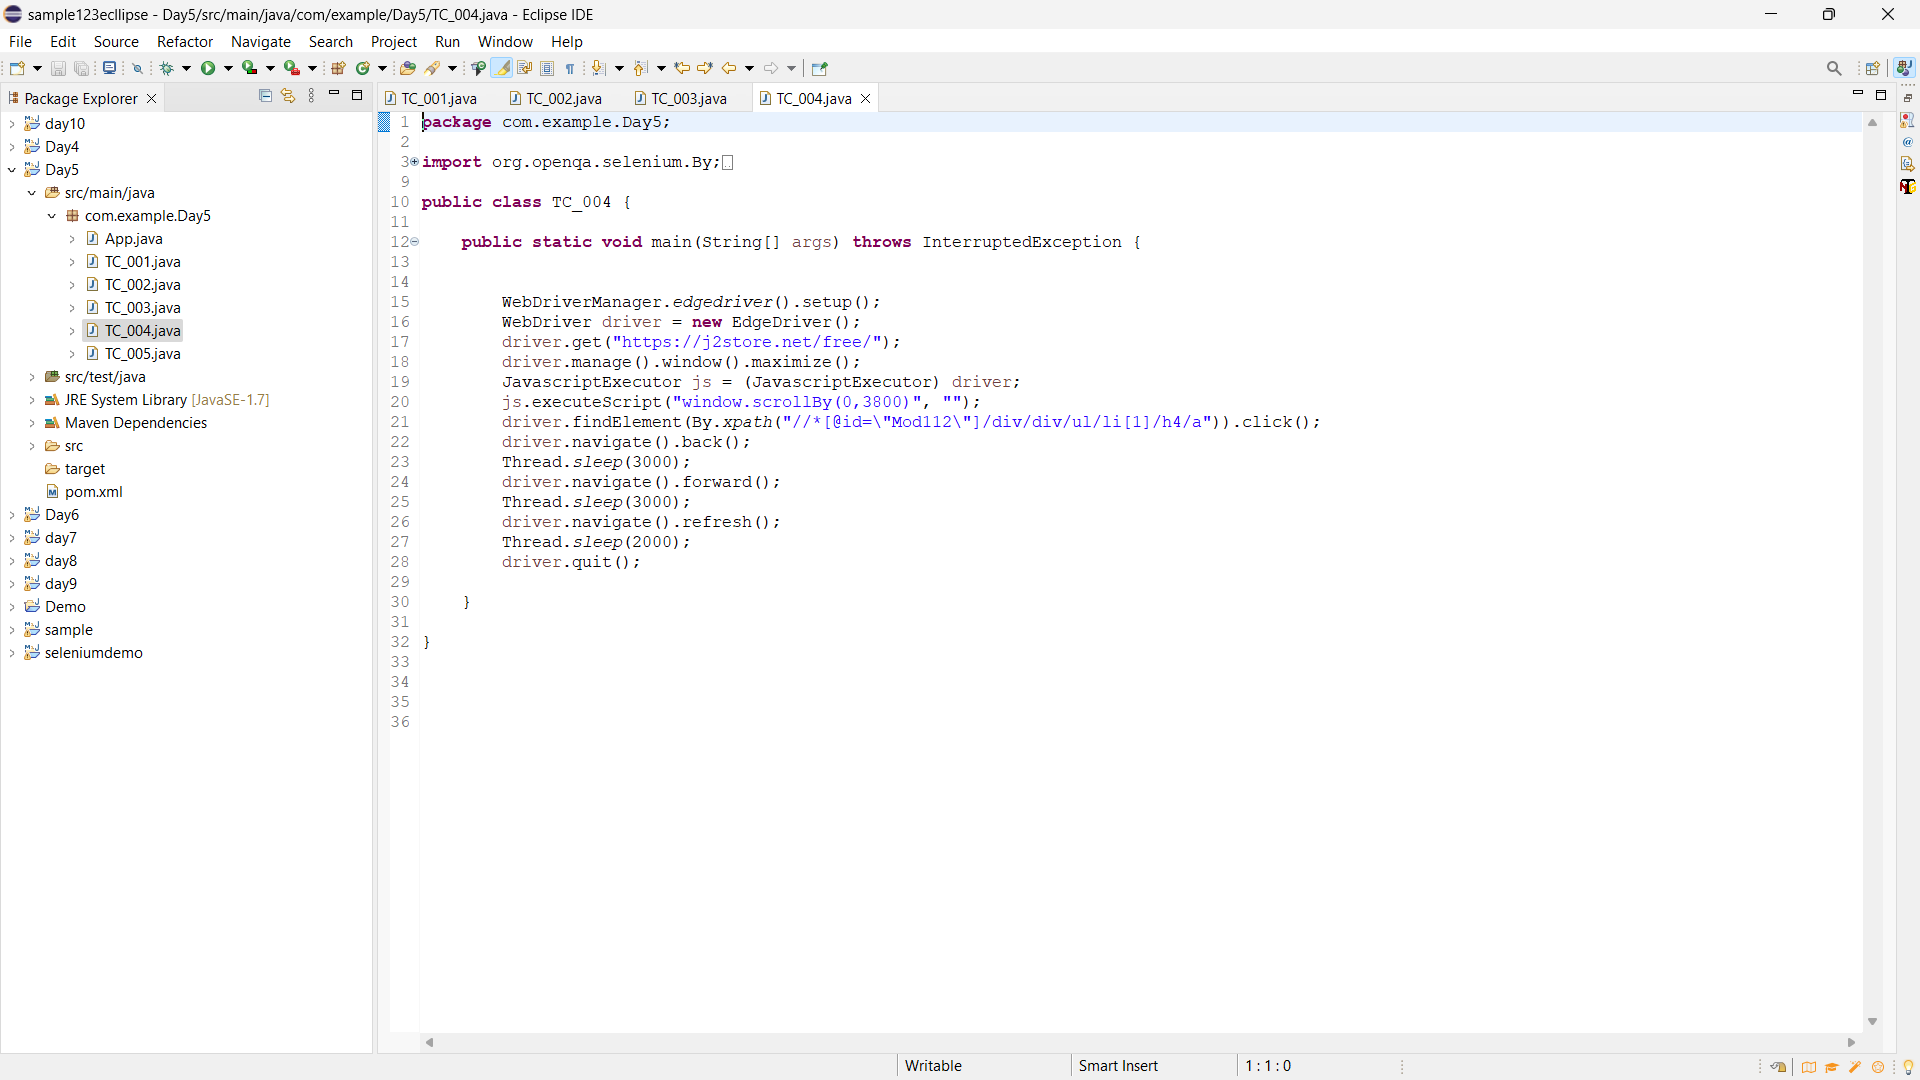 sample123ecllipse - Day5/src/main/java/com/example/Day5/TC_004.java - Eclipse IDE
File Edit Source Refactor Navigate Search Project Run Window Help
Package Explorer
TC_001.java TC_002.java TC_003.java TC_004.java
day10
Day4
Day5
src/main/java
com.example.Day5
App.java
TC_001.java
TC_002.java
TC_003.java
TC_004.java
TC_005.java
src/test/java
JRE System Library [JavaSE-1.7]
Maven Dependencies
src
target
pom.xml
Day6
day7
day8
day9
Demo
sample
seleniumdemo
1 package com.example.Day5;
2
3 import org.openqa.selenium.By;
9
10 public class TC_004 {
11
12 public static void main(String[] args) throws InterruptedException {
13
14
15 WebDriverManager.edgedriver().setup();
16 WebDriver driver = new EdgeDriver();
17 driver.get("https://j2store.net/free/");
18 driver.manage().window().maximize();
19 JavascriptExecutor js = (JavascriptExecutor) driver;
20 js.executeScript("window.scrollBy(0,3800)", "");
21 driver.findElement(By.xpath("//*[@id=\"Mod112\"]/div/div/ul/li[1]/h4/a")).click();
22 driver.navigate().back();
23 Thread.sleep(3000);
24 driver.navigate().forward();
25 Thread.sleep(3000);
26 driver.navigate().refresh();
27 Thread.sleep(2000);
28 driver.quit();
29
30 }
31
32 }
33
34
35
36
Writable Smart Insert 1 : 1 : 0